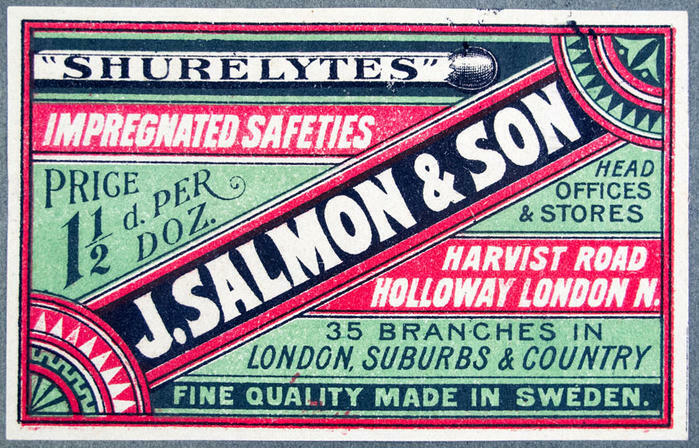 "SHURELYTES"
IMPREGNATED SAFETIES
PRICE
1½ d. PER
DOZ.
J. SALMON & SON
HEAD
OFFICES
& STORES
HARVIST ROAD
HOLLOWAY LONDON N.
35 BRANCHES IN
LONDON, SUBURBS & COUNTRY
FINE QUALITY MADE IN SWEDEN.